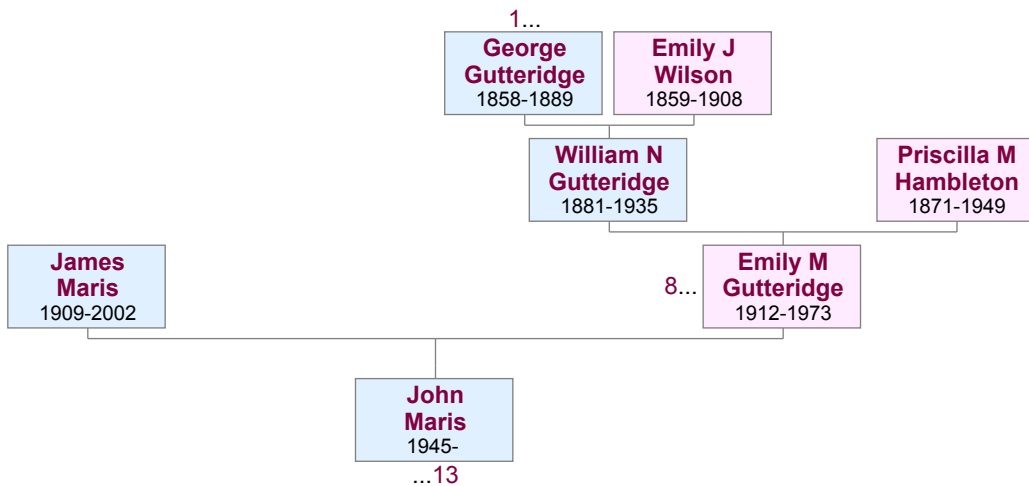 1...
George
Gutteridge
1858-1889
Emily J
Wilson
1859-1908
William N
Gutteridge
1881-1935
Priscilla M
Hambleton
1871-1949
James
Maris
1909-2002
8...
Emily M
Gutteridge
1912-1973
John
Maris
1945-
...13